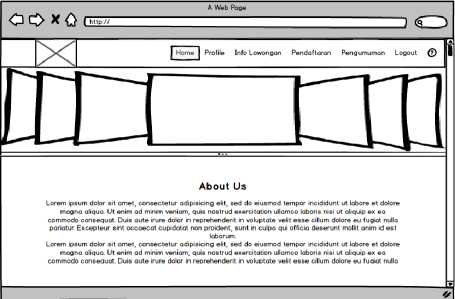 A Web Page
http://
Home Profile Info Lowongan Pendaftaran Pengumuman Logout ?
About Us
Lorem ipsum dolor sit amet, consectetur adipisicing elit, sed do eiusmod tempor incididunt ut labore et dolore
magna aliqua. Ut enim ad minim veniam, quis nostrud exercitation ullamco laboris nisi ut aliquip ex ea
commodo consequat. Duis aute irure dolor in reprehenderit in voluptate velit esse cillum dolore eu fugiat nulla
pariatur. Excepteur sint occaecat cupidatat non proident, sunt in culpa qui officia deserunt mollit anim id est
laborum.
Lorem ipsum dolor sit amet, consectetur adipisicing elit, sed do eiusmod tempor incididunt ut labore et dolore
magna aliqua. Ut enim ad minim veniam, quis nostrud exercitation ullamco laboris nisi ut aliquip ex ea
commodo consequat. Duis aute irure dolor in reprehenderit in voluptate velit esse cillum dolore eu fugiat nulla